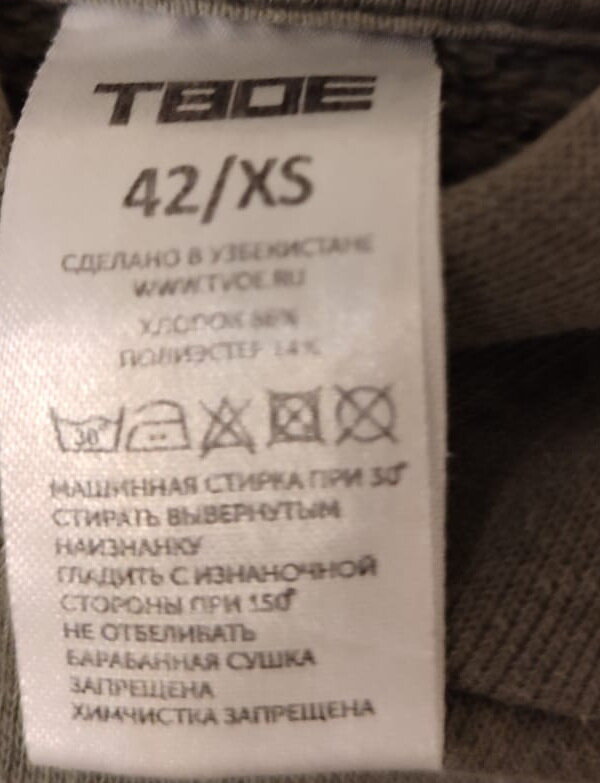 ТВОЕ
42/XS
СДЕЛАНО В УЗБЕКИСТАНЕ
WWW.TVOE.RU
ХЛОПОК 86%
ПОЛИЭСТЕР 14%
30°
МАШИННАЯ СТИРКА ПРИ 30°
СТИРАТЬ ВЫВЕРНУТЫМ
НАИЗНАНКУ
ГЛАДИТЬ С ИЗНАНОЧНОЙ
СТОРОНЫ ПРИ 150°
НЕ ОТБЕЛИВАТЬ
БАРАБАННАЯ СУШКА
ЗАПРЕЩЕНА
ХИМЧИСТКА ЗАПРЕЩЕНА